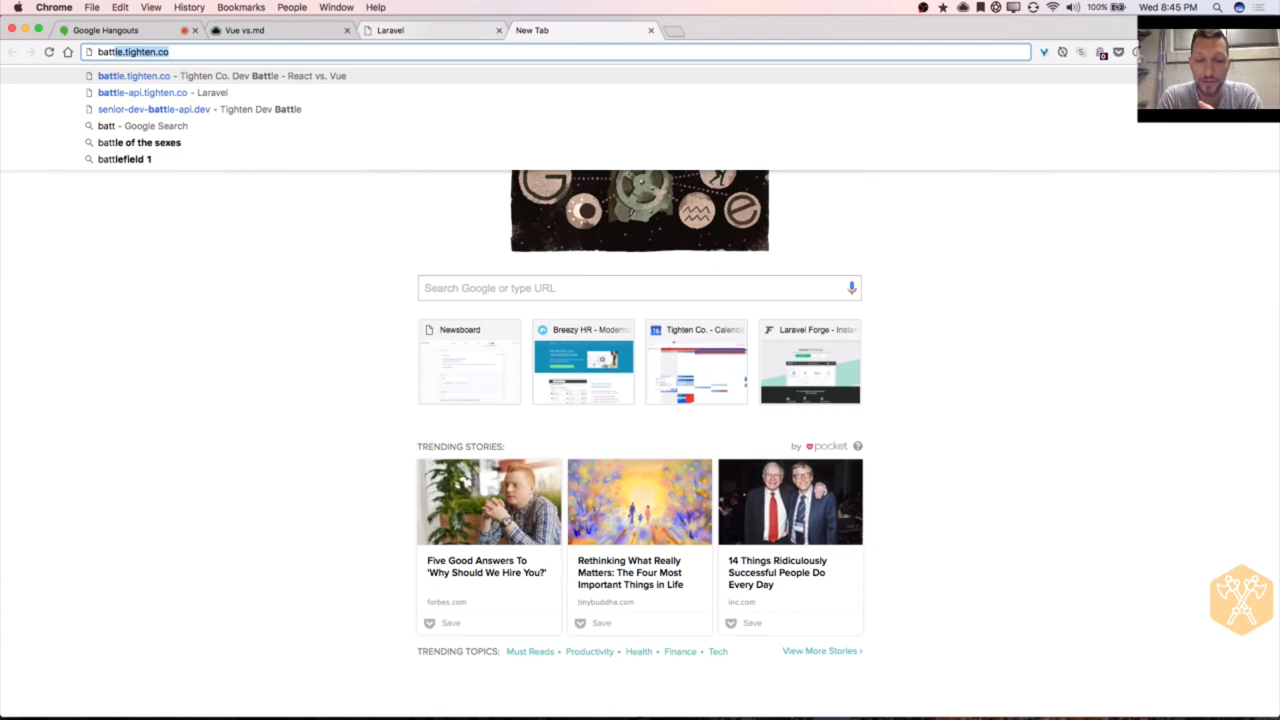 Chrome File Edit View History Bookmarks People Window Help 100% Wed 8:45 PM
Google Hangouts Vue vs.md Laravel New Tab
battle.tighten.co
battle.tighten.co - Tighten Co. Dev Battle - React vs. Vue
battle-api.tighten.co - Laravel
senior-dev-battle-api.dev - Tighten Dev Battle
batt - Google Search
battle of the sexes
battlefield 1
Search Google or type URL
Newsboard Breezy HR - Moderniz Tighten Co. - Calenda Laravel Forge - Instan
TRENDING STORIES: by pocket
Five Good Answers To
'Why Should We Hire You?'
forbes.com
Save
Rethinking What Really
Matters: The Four Most
Important Things in Life
tinybuddha.com
Save
14 Things Ridiculously
Successful People Do
Every Day
inc.com
Save
TRENDING TOPICS: Must Reads • Productivity • Health • Finance • Tech View More Stories ›